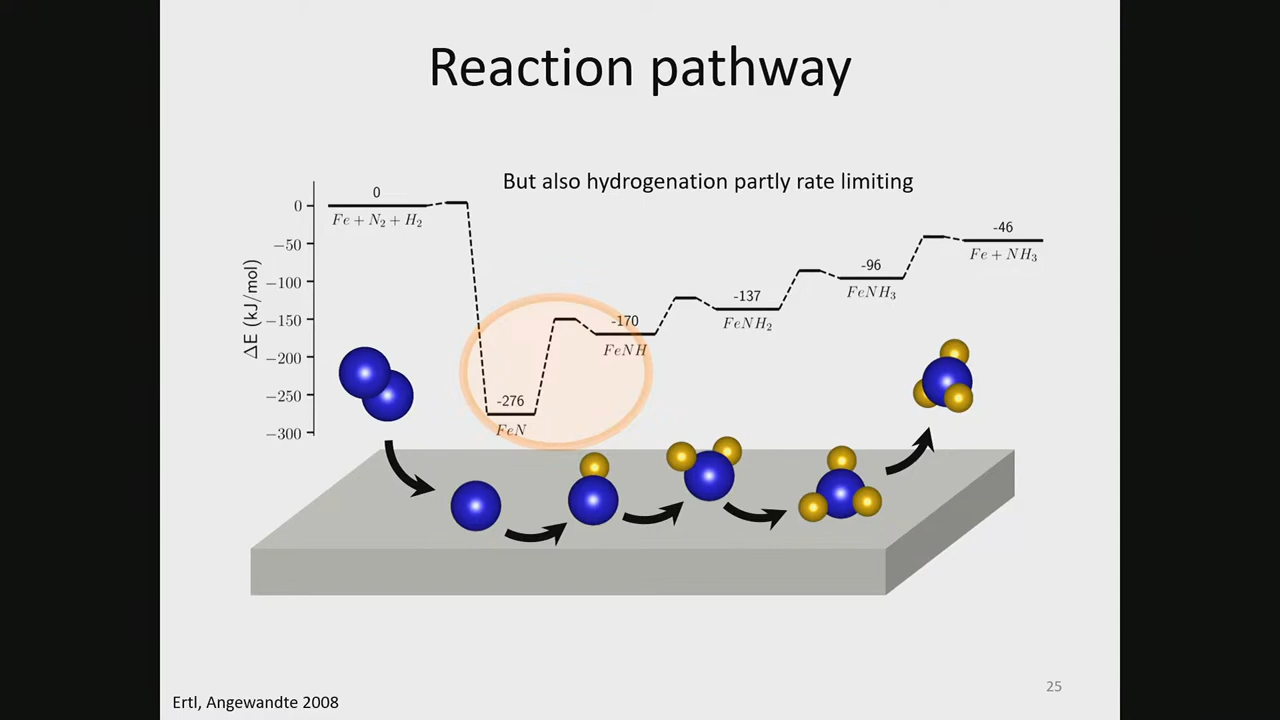 Reaction pathway
But also hydrogenation partly rate limiting
ΔE (kJ/mol)
0
−50
−100
−150
−200
−250
−300
0
Fe + N₂ + H₂
-276
FeN
-170
FeNH
-137
FeNH₂
-96
FeNH₃
-46
Fe + NH₃
Ertl, Angewandte 2008
25